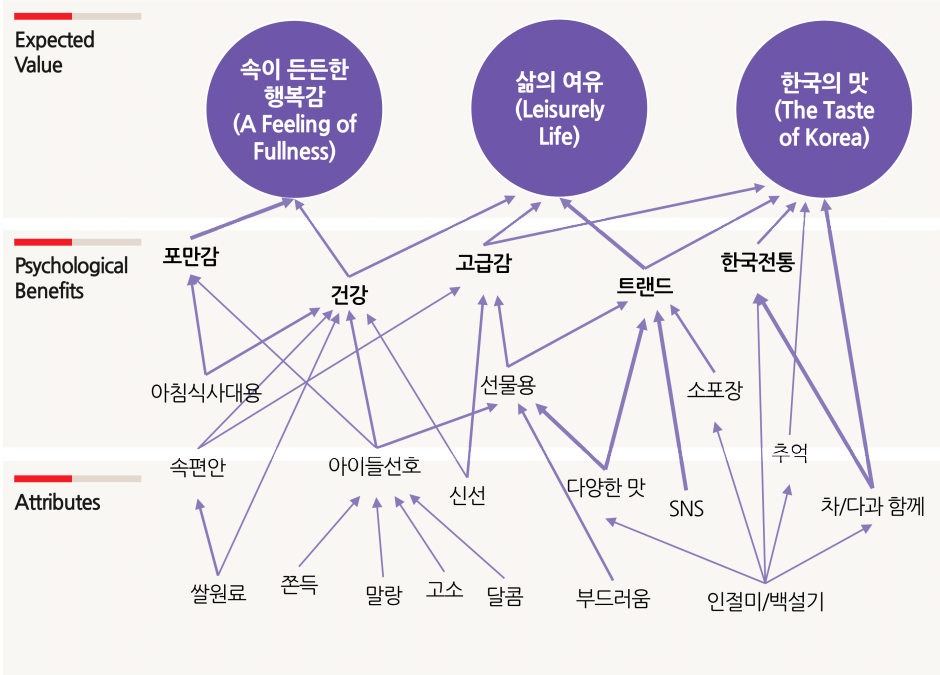 Expected
Value
속이 든든한
행복감
(A Feeling of
Fullness)
삶의 여유
(Leisurely
Life)
한국의 맛
(The Taste
of Korea)
Psychological
Benefits
포만감
건강
고급감
트랜드
한국전통
아침식사대용
선물용
소포장
추억
Attributes
속편안
아이들선호
신선
다양한 맛
SNS
차/다과 함께
쌀원료
쫀득
말랑
고소
달콤
부드러움
인절미/백설기